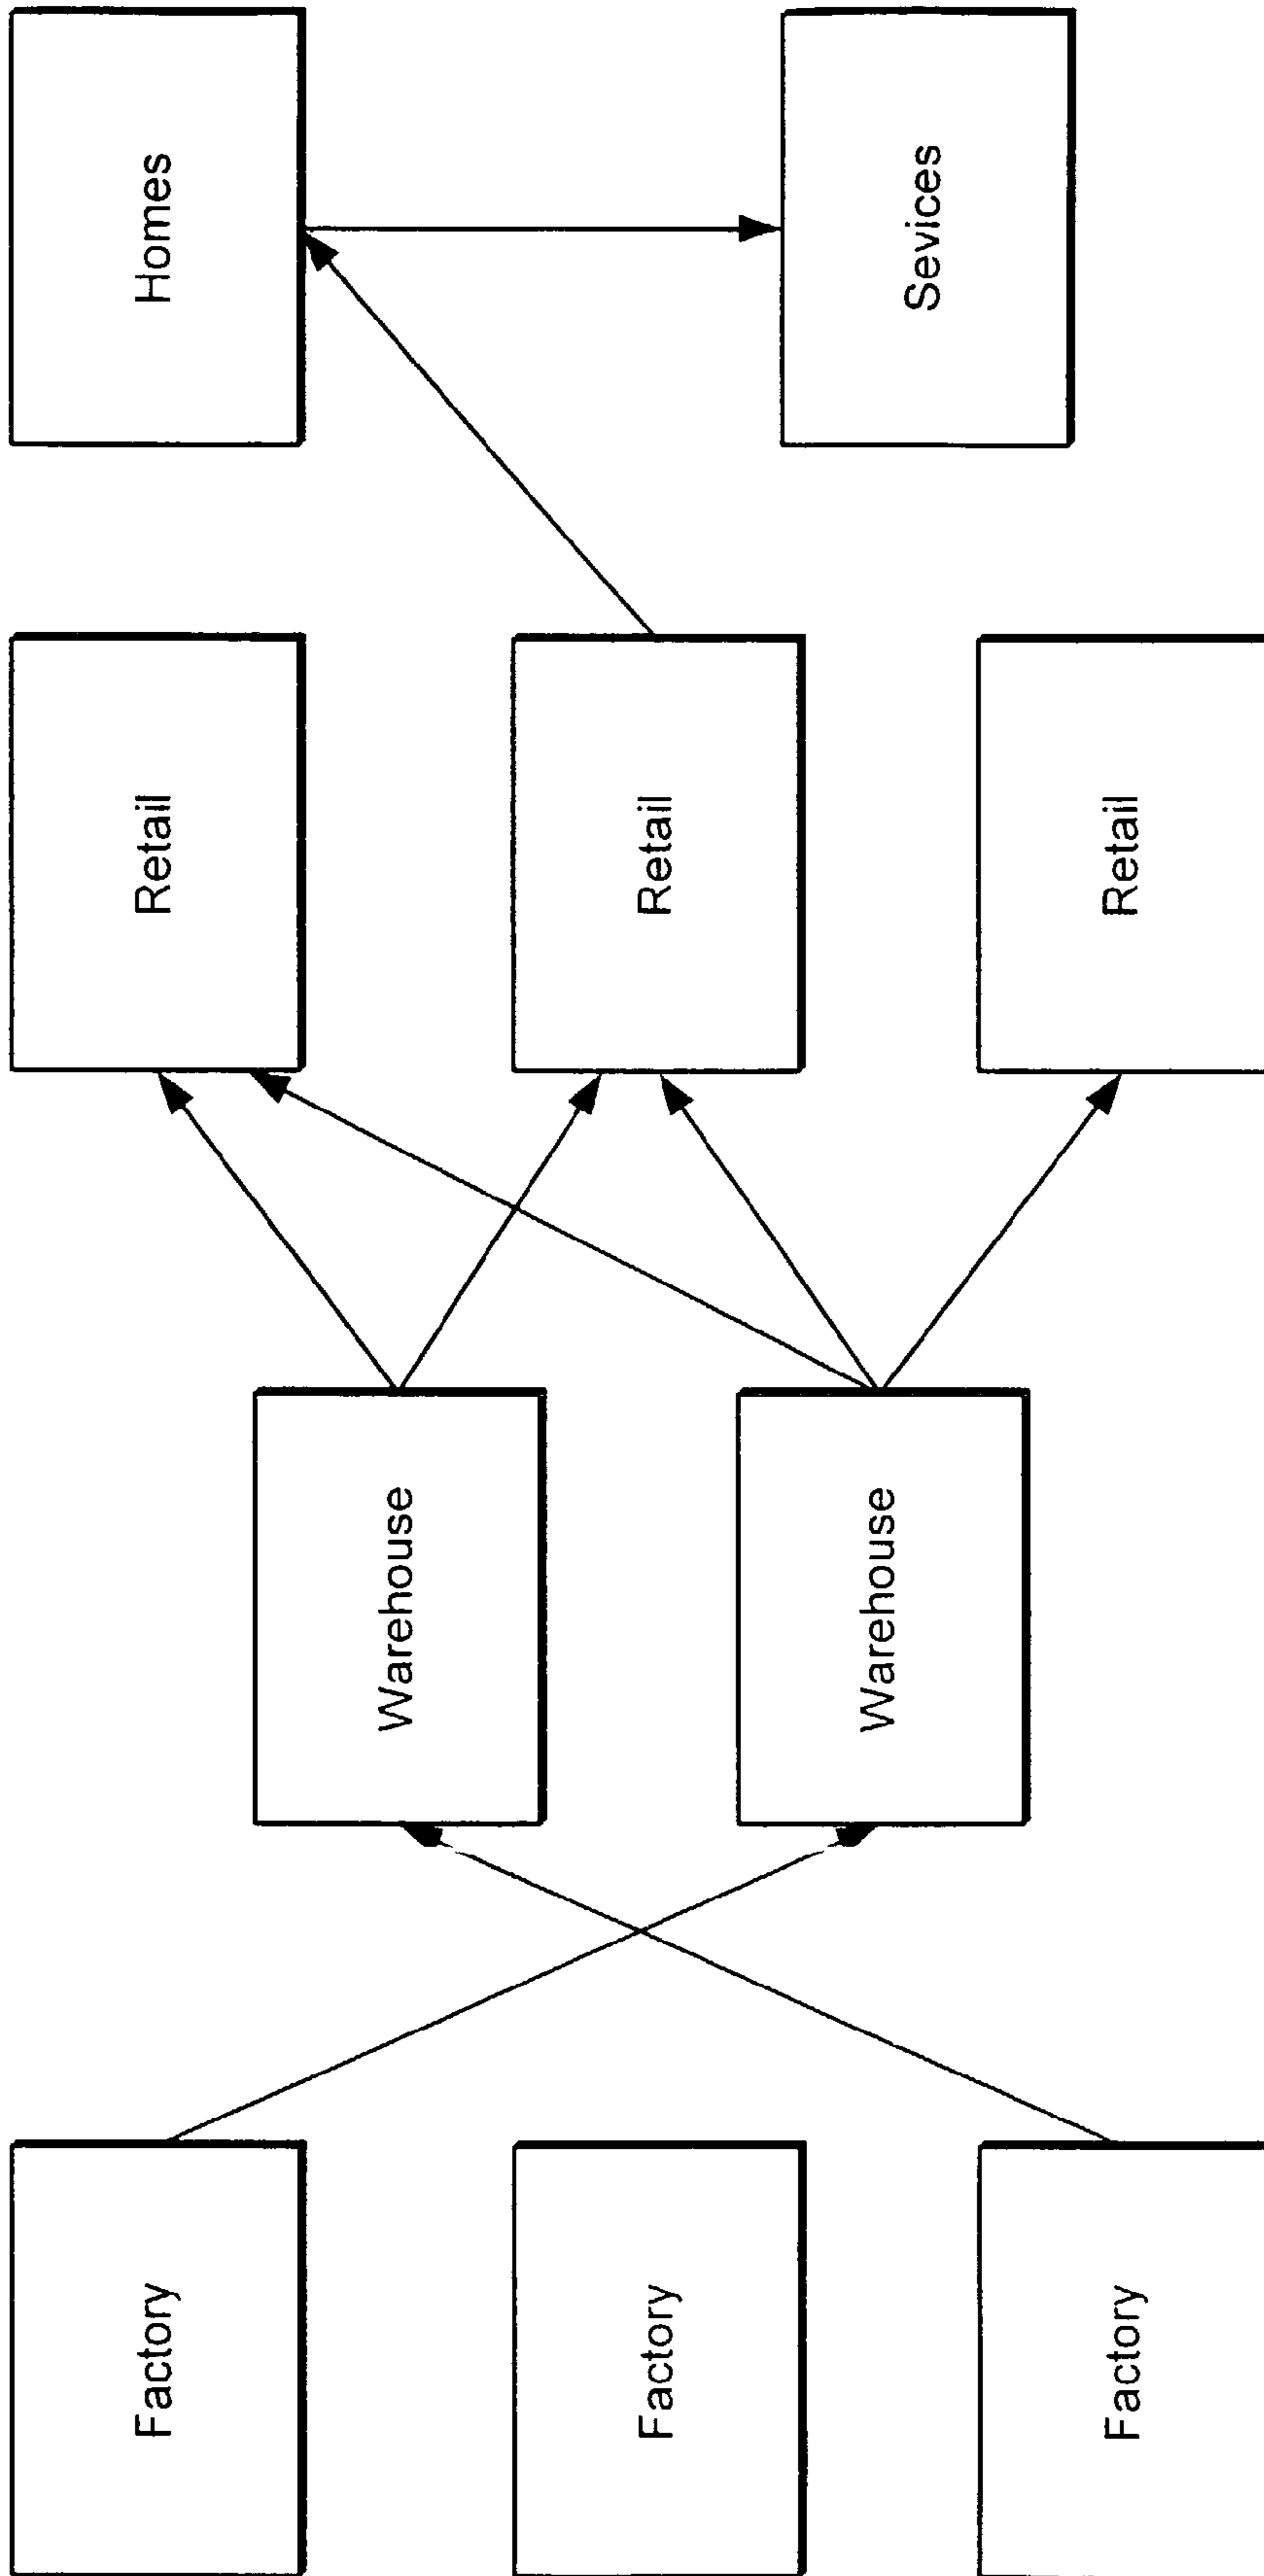 Factory
Factory
Factory
Warehouse
Warehouse
Retail
Retail
Retail
Homes
Sevices